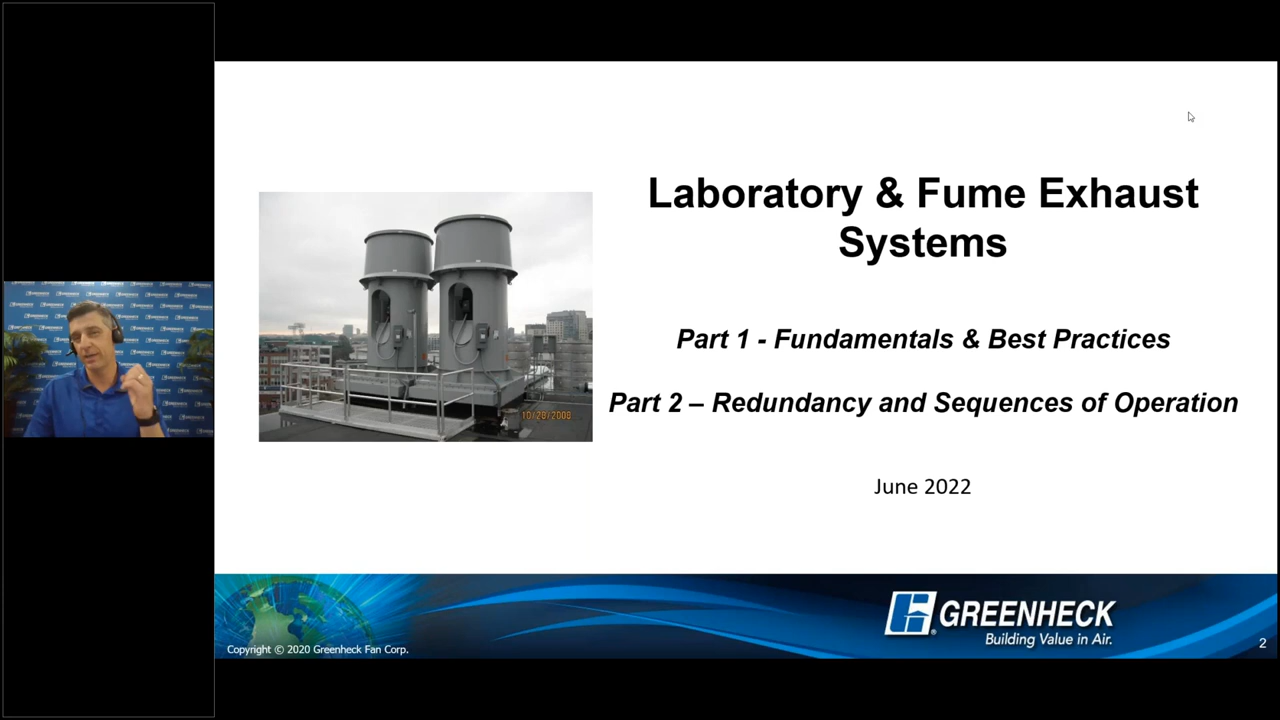 Laboratory & Fume Exhaust
Systems
Part 1 - Fundamentals & Best Practices
Part 2 – Redundancy and Sequences of Operation
10/28/2008
June 2022
GREENHECK
Building Value in Air.
Copyright © 2020 Greenheck Fan Corp.
2